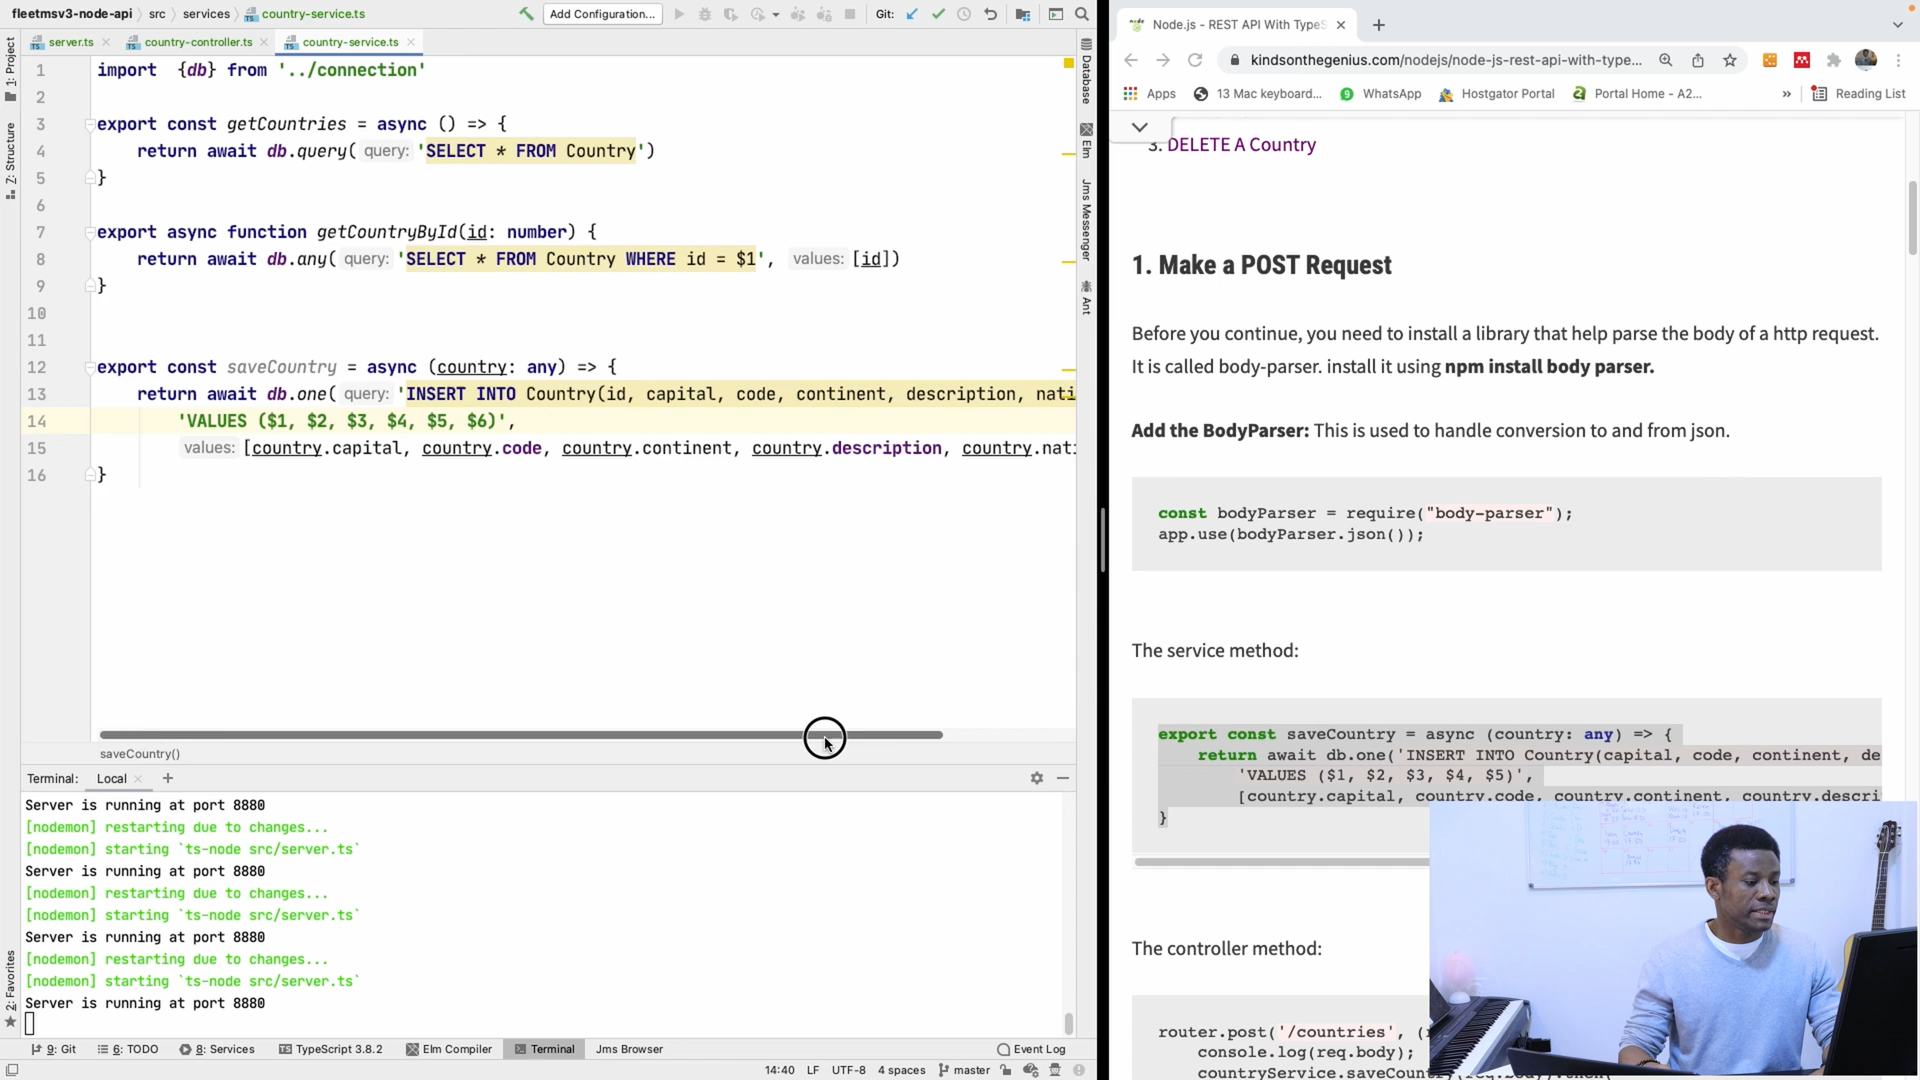 fleetmsv3-node-api
src
services
country-service.ts
Add Configuration...
Git:
server.ts
country-controller.ts
country-service.ts
1: Project
Z: Structure
2: Favorites
1 import {db} from '../connection'
2
3 export const getCountries = async () => {
4 return await db.query( query: 'SELECT * FROM Country')
5 }
6
7 export async function getCountryById(id: number) {
8 return await db.any( query: 'SELECT * FROM Country WHERE id = $1', values: [id])
9 }
10
11
12 export const saveCountry = async (country: any) => {
13 return await db.one( query: 'INSERT INTO Country(id, capital, code, continent, description, nati
14 'VALUES ($1, $2, $3, $4, $5, $6)',
15 values: [country.capital, country.code, country.continent, country.description, country.nati
16 }
saveCountry()
Database
Elm
Jms Messenger
Ant
Terminal: Local
Server is running at port 8880
[nodemon] restarting due to changes...
[nodemon] starting `ts-node src/server.ts`
Server is running at port 8880
[nodemon] restarting due to changes...
[nodemon] starting `ts-node src/server.ts`
Server is running at port 8880
[nodemon] restarting due to changes...
[nodemon] starting `ts-node src/server.ts`
Server is running at port 8880
9: Git
6: TODO
8: Services
TypeScript 3.8.2
Elm Compiler
Terminal
Jms Browser
Event Log
14:40 LF UTF-8 4 spaces master
Node.js - REST API With TypeS
kindsonthegenius.com/nodejs/node-js-rest-api-with-type...
Apps
13 Mac keyboard...
WhatsApp
Hostgator Portal
Portal Home - A2...
»
Reading List
3. DELETE A Country
1. Make a POST Request
Before you continue, you need to install a library that help parse the body of a http request.
It is called body-parser. install it using npm install body parser.
Add the BodyParser: This is used to handle conversion to and from json.
const bodyParser = require("body-parser");
app.use(bodyParser.json());
The service method:
export const saveCountry = async (country: any) => {
return await db.one('INSERT INTO Country(capital, code, continent, de
'VALUES ($1, $2, $3, $4, $5)',
[country.capital, country.code, country.continent, country.descri
}
The controller method:
router.post('/countries', (
console.log(req.body);
countryService.saveCountry(req.body).then(